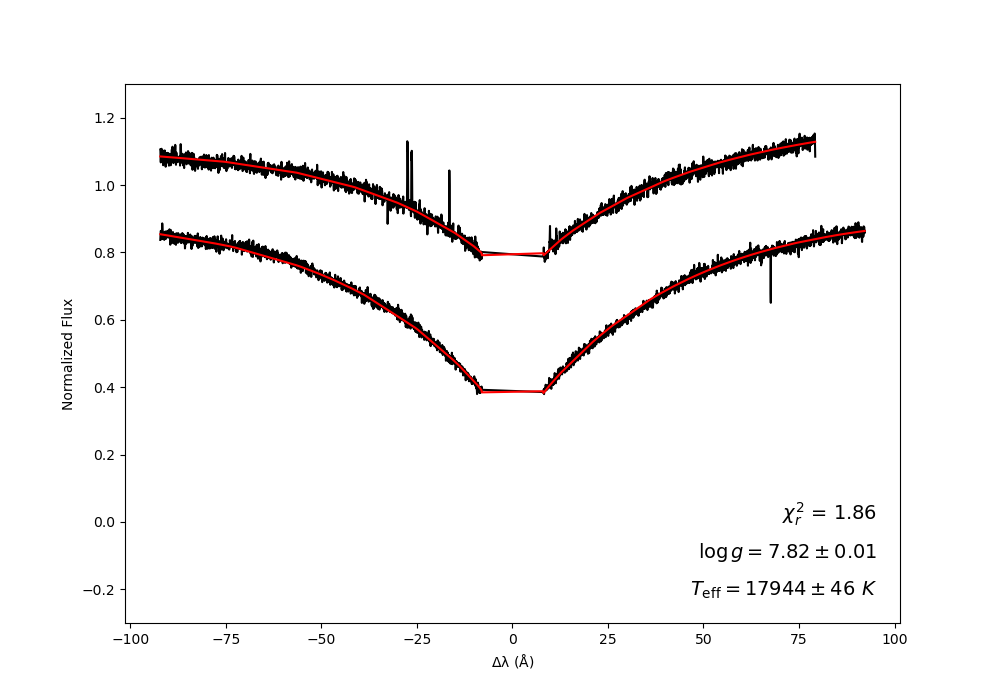 1.2
1.0
0.8
0.6
0.4
0.2
0.0
−0.2
Normalized Flux
χ²ᵣ = 1.86
log g = 7.82 ± 0.01
T_eff = 17944 ± 46 K
−100 −75 −50 −25 0 25 50 75 100
Δλ (Å)